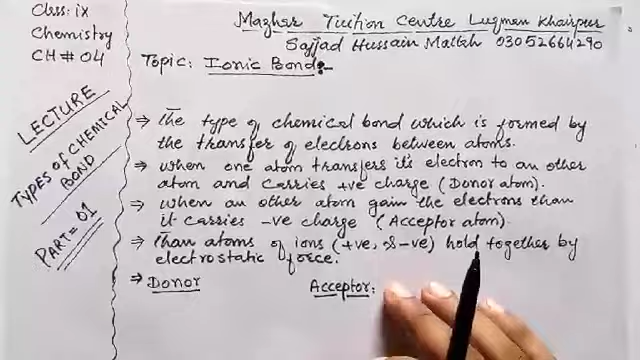 Class: ix
Chemistry
CH # 04
LECTURE
TYPES OF CHEMICAL
BOND
PART= 01
Mazhar Tuition Centre Luqman Khairpur
Sajjad Hussain Mallah 03052664290
Topic: Ionic Bond:-
⇒ The type of chemical bond which is formed by
the transfer of electrons between atoms.
⇒ when one atom transfers it's electron to an other
atom and carries +ve charge (Donor atom).
⇒ when an other atom gain the electrons than
it carries -ve charge (Acceptor atom).
⇒ Than atoms of ions (+ve, & -ve) hold together by
electrostatic force.
⇒ Donor Acceptor: